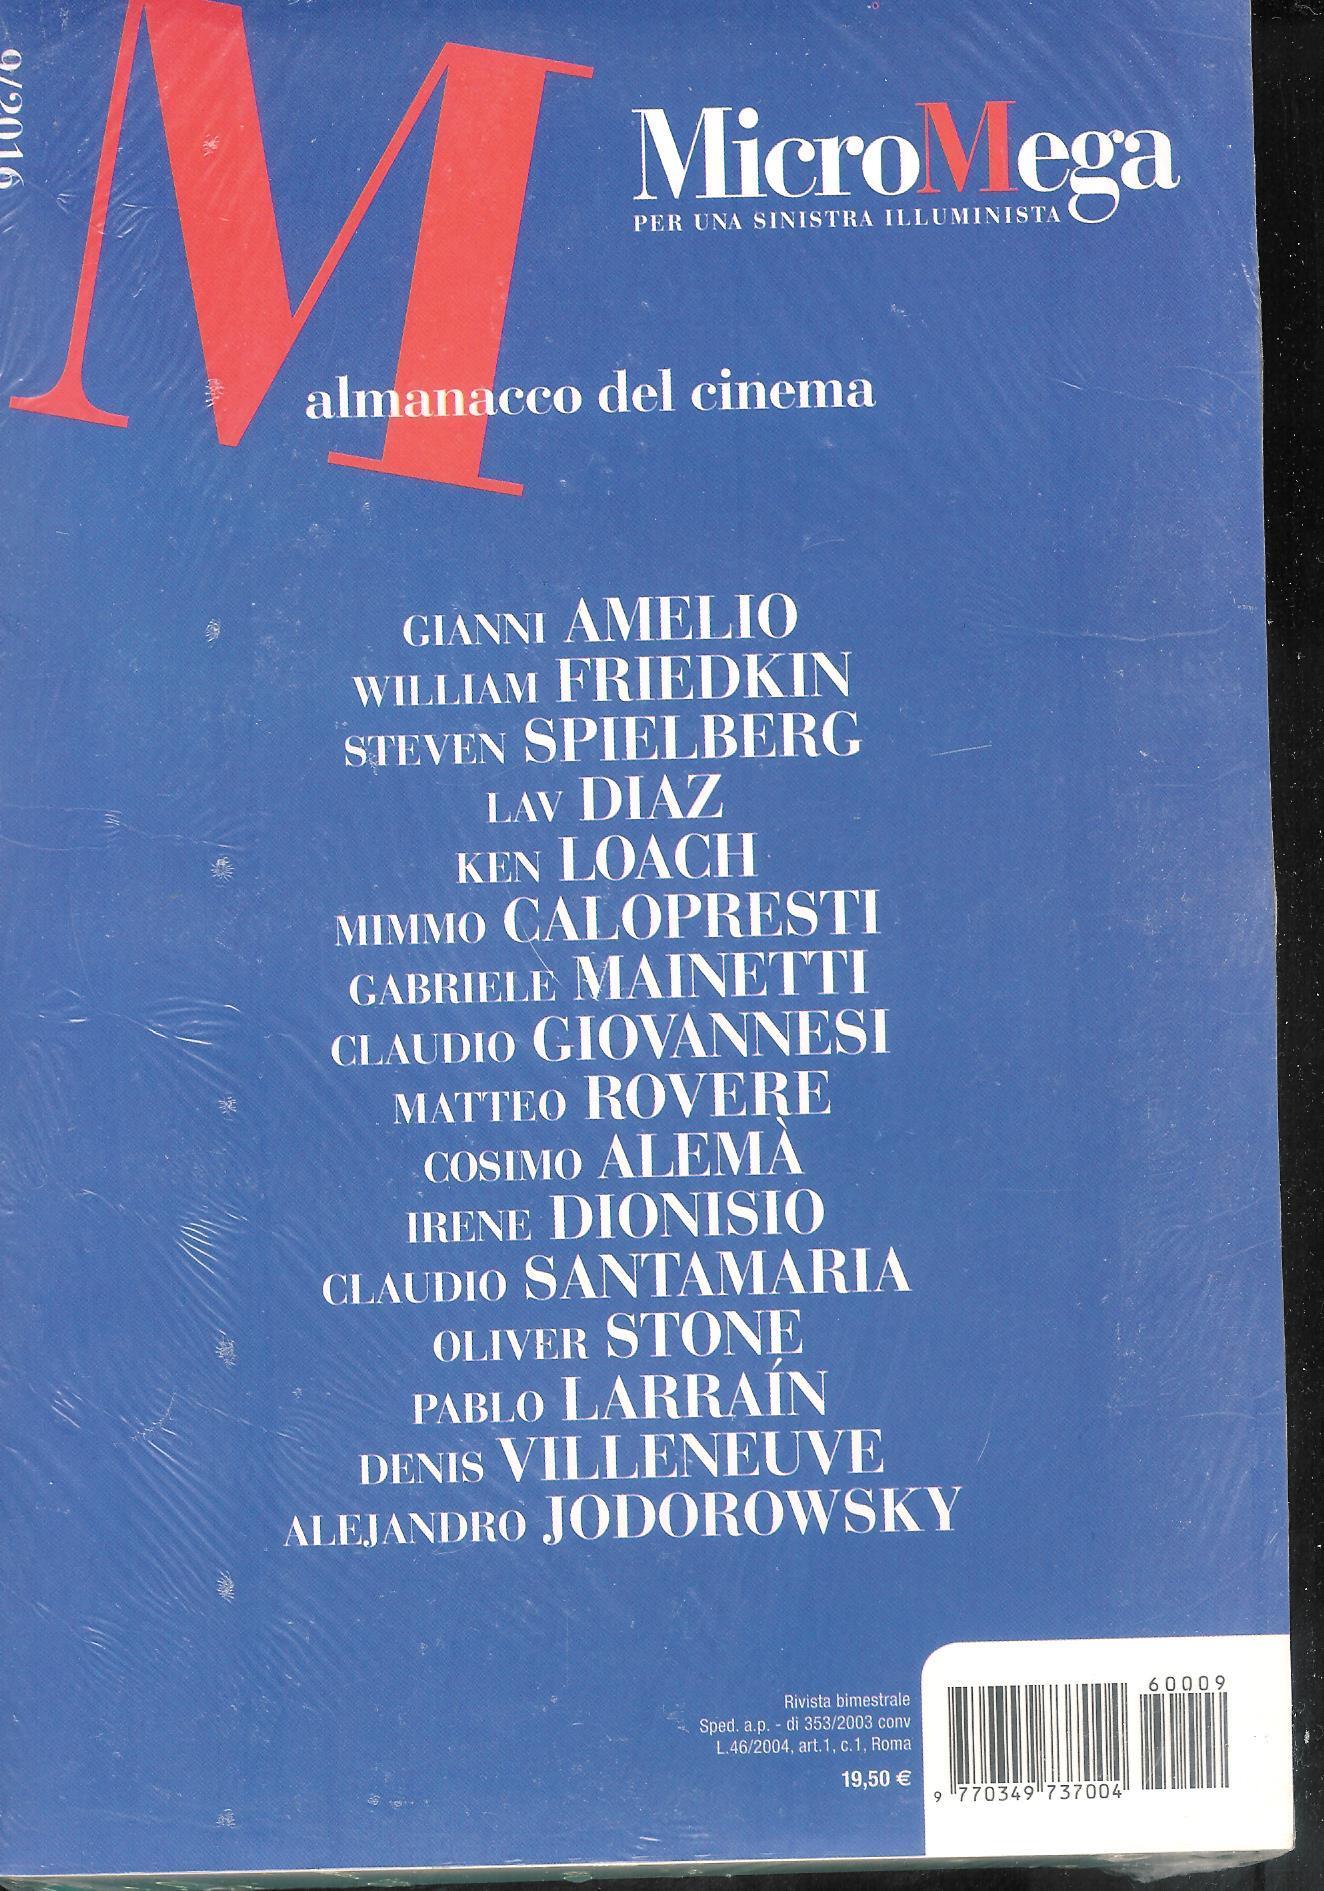 9/2016
MicroMega
PER UNA SINISTRA ILLUMINISTA
M
almanacco del cinema
GIANNI AMELIO
WILLIAM FRIEDKIN
STEVEN SPIELBERG
LAV DIAZ
KEN LOACH
MIMMO CALOPRESTI
GABRIELE MAINETTI
CLAUDIO GIOVANNESI
MATTEO ROVERE
COSIMO ALEMÀ
IRENE DIONISIO
CLAUDIO SANTAMARIA
OLIVER STONE
PABLO LARRAÍN
DENIS VILLENEUVE
ALEJANDRO JODOROWSKY
Rivista bimestrale
Sped. a.p. - di 353/2003 conv
L.46/2004, art.1, c.1, Roma
19,50 €
60009
9 770349 737004